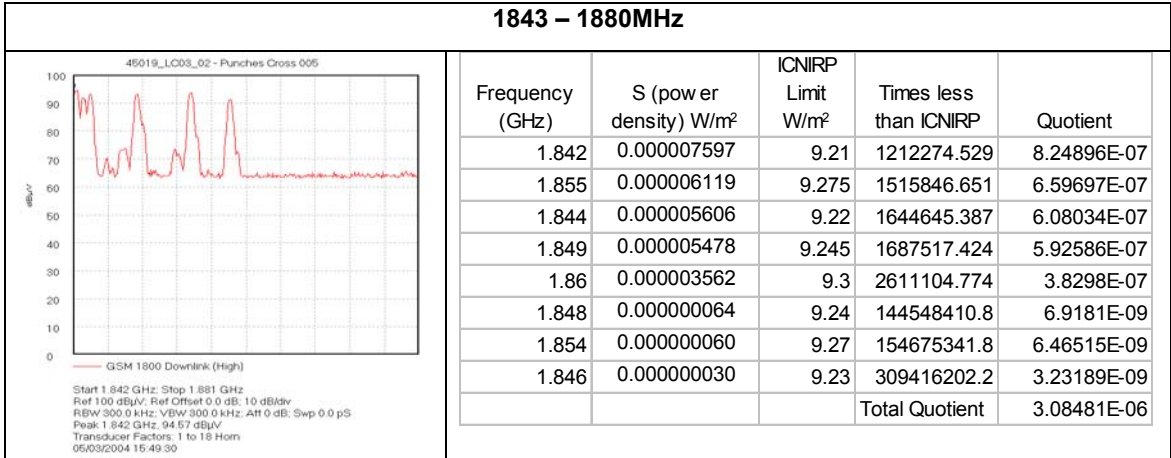 1843 – 1880MHz
45019_LC03_02 - Punches Cross 005
100
90
80
70
60
50
40
30
20
10
0
dBµV
GSM 1800 Downlink (High)
Start 1.842 GHz; Stop 1.881 GHz
Ref 100 dBµV; Ref Offset 0.0 dB; 10 dB/div
RBW 300.0 kHz; VBW 300.0 kHz; Att 0 dB; Swp 0.0 pS
Peak 1.842 GHz, 94.57 dBµV
Transducer Factors: 1 to 18 Horn
05/03/2004 15:49:30
Frequency (GHz) S (power density) W/m² ICNIRP Limit W/m² Times less than ICNIRP Quotient
1.842 0.000007597 9.21 1212274.529 8.24896E-07
1.855 0.000006119 9.275 1515846.651 6.59697E-07
1.844 0.000005606 9.22 1644645.387 6.08034E-07
1.849 0.000005478 9.245 1687517.424 5.92586E-07
1.86 0.000003562 9.3 2611104.774 3.8298E-07
1.848 0.000000064 9.24 144548410.8 6.9181E-09
1.854 0.000000060 9.27 154675341.8 6.46515E-09
1.846 0.000000030 9.23 309416202.2 3.23189E-09
Total Quotient 3.08481E-06